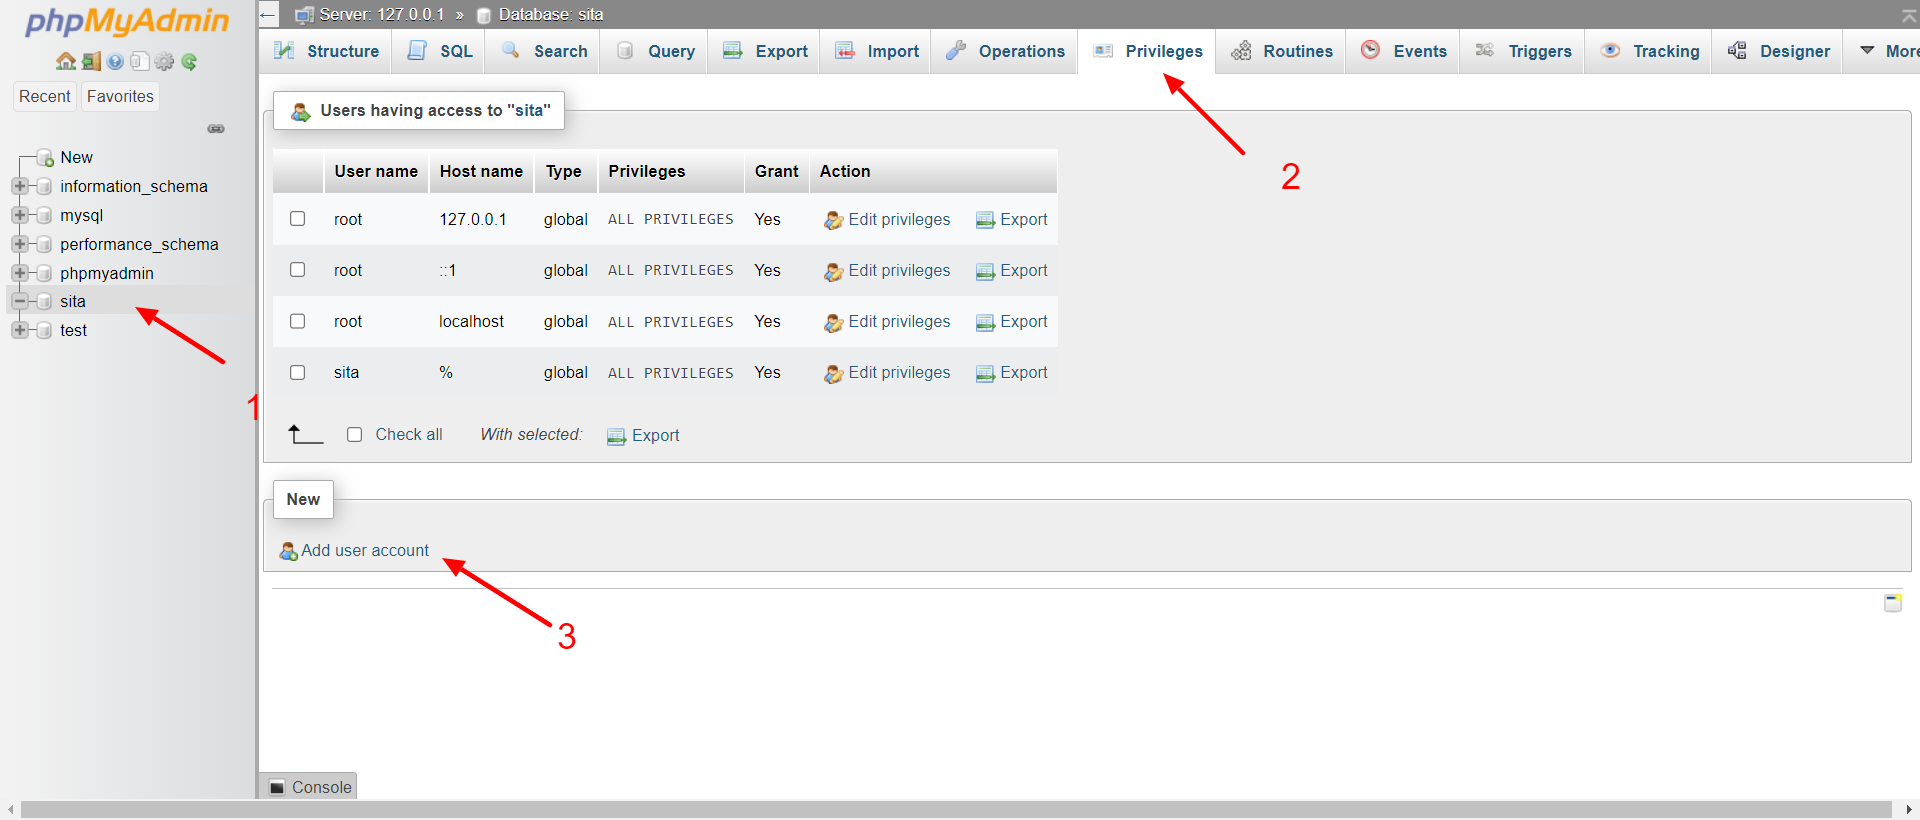 phpMyAdmin
Recent Favorites
New
information_schema
mysql
performance_schema
phpmyadmin
sita
test
1
Server: 127.0.0.1 » Database: sita
Structure SQL Search Query Export Import Operations Privileges Routines Events Triggers Tracking Designer More
2
Users having access to "sita"
User name Host name Type Privileges Grant Action
root 127.0.0.1 global ALL PRIVILEGES Yes Edit privileges Export
root ::1 global ALL PRIVILEGES Yes Edit privileges Export
root localhost global ALL PRIVILEGES Yes Edit privileges Export
sita % global ALL PRIVILEGES Yes Edit privileges Export
Check all With selected: Export
New
Add user account
3
Console